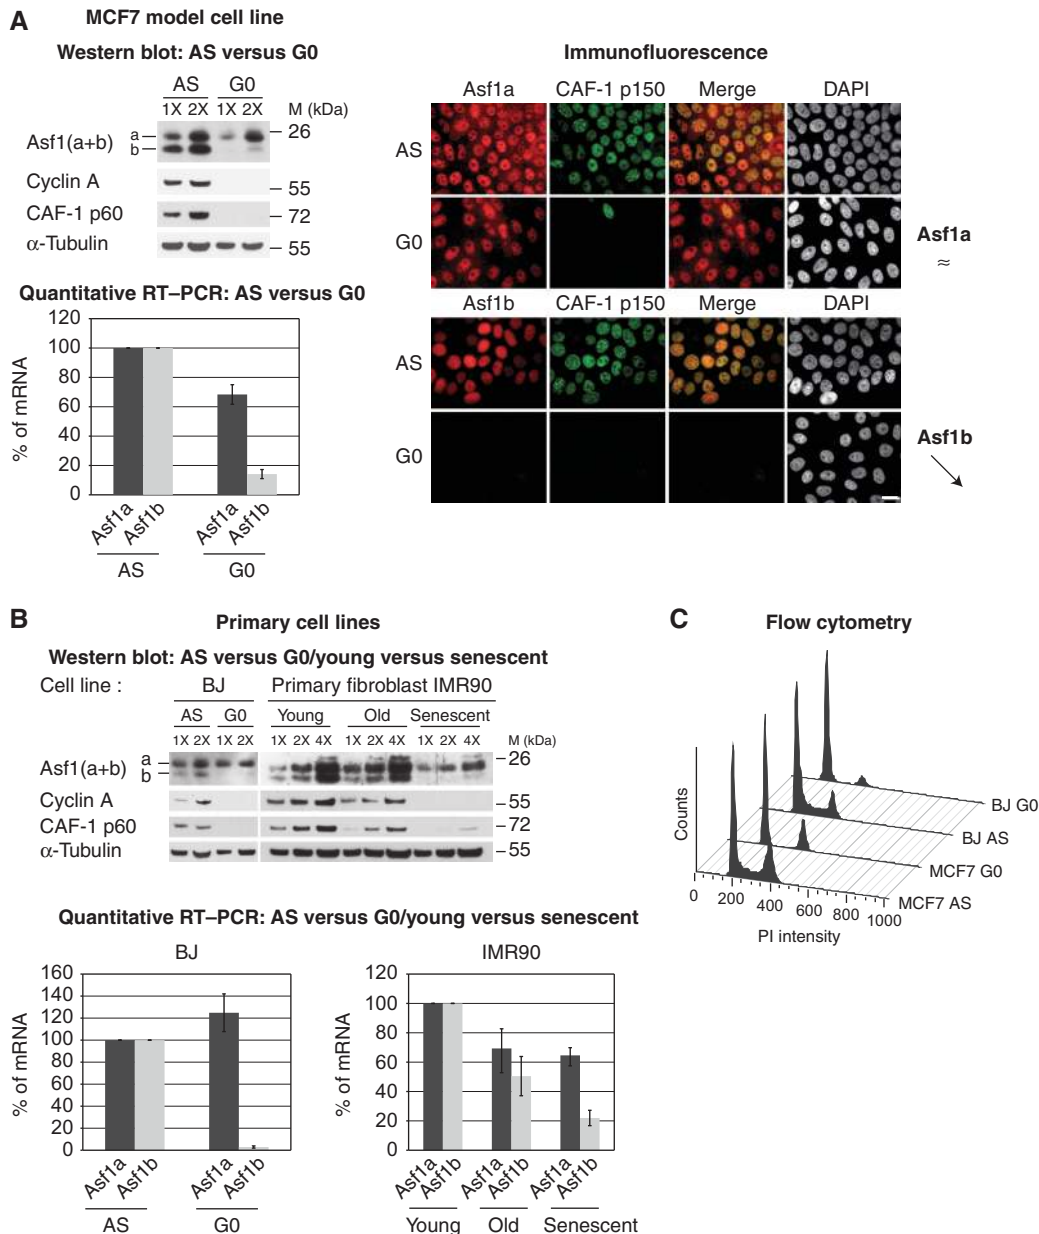 A
MCF7 model cell line
Western blot: AS versus G0
AS G0
1X 2X 1X 2X M (kDa)
Asf1(a+b) a b 26
Cyclin A 55
CAF-1 p60 72
α-Tubulin 55
Quantitative RT–PCR: AS versus G0
% of mRNA
120
100
80
60
40
20
0
Asf1a Asf1b Asf1a Asf1b
AS G0
Immunofluorescence
Asf1a CAF-1 p150 Merge DAPI
AS
G0
Asf1a
≈
Asf1b CAF-1 p150 Merge DAPI
AS
G0
Asf1b
B
Primary cell lines
Western blot: AS versus G0/young versus senescent
Cell line : BJ Primary fibroblast IMR90
AS G0 Young Old Senescent
1X 2X 1X 2X 1X 2X 4X 1X 2X 4X 1X 2X 4X M (kDa)
Asf1(a+b) a b 26
Cyclin A 55
CAF-1 p60 72
α-Tubulin 55
C
Flow cytometry
Counts
0 200 400 600 800 1000
PI intensity
BJ G0
BJ AS
MCF7 G0
MCF7 AS
Quantitative RT–PCR: AS versus G0/young versus senescent
BJ
% of mRNA
160
140
120
100
80
60
40
20
0
Asf1a Asf1b Asf1a Asf1b
AS G0
IMR90
% of mRNA
120
100
80
60
40
20
0
Asf1a Asf1b Asf1a Asf1b Asf1a Asf1b
Young Old Senescent